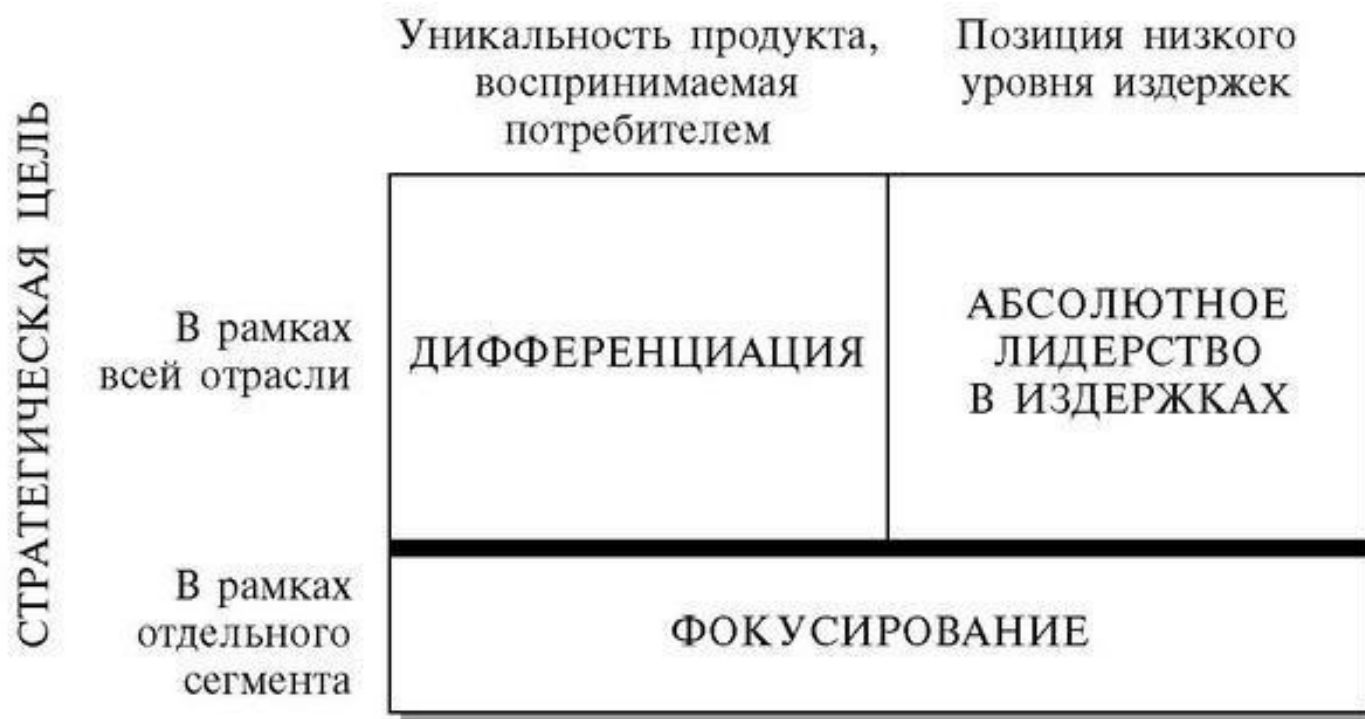 Уникальность продукта,
воспринимаемая
потребителем
Позиция низкого
уровня издержек
СТРАТЕГИЧЕСКАЯ ЦЕЛЬ
В рамках
всей отрасли
ДИФФЕРЕНЦИАЦИЯ
АБСОЛЮТНОЕ
ЛИДЕРСТВО
В ИЗДЕРЖКАХ
В рамках
отдельного
сегмента
ФОКУСИРОВАНИЕ